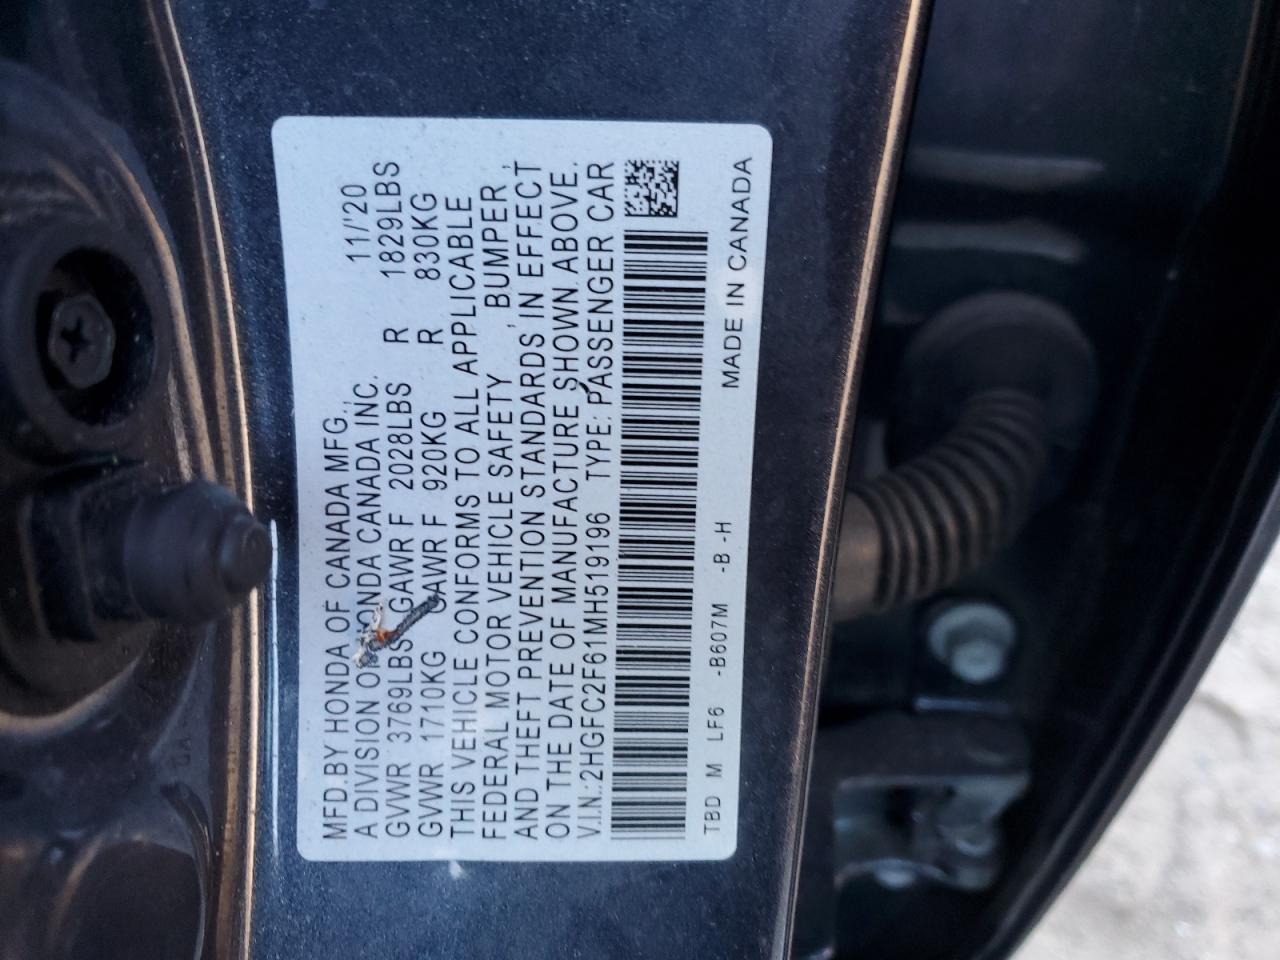 MFD. BY HONDA OF CANADA MFG., 11/'20
A DIVISION OF HONDA CANADA INC.
GVWR 3769LBS GAWR F 2028LBS R 1829LBS
GVWR 1710KG GAWR F 920KG R 830KG
THIS VEHICLE CONFORMS TO ALL APPLICABLE
FEDERAL MOTOR VEHICLE SAFETY, BUMPER,
AND THEFT PREVENTION STANDARDS IN EFFECT
ON THE DATE OF MANUFACTURE SHOWN ABOVE.
V.I.N.:2HGFC2F61MH519196 TYPE: PASSENGER CAR
TBD M LF6 -B607M -B -H MADE IN CANADA